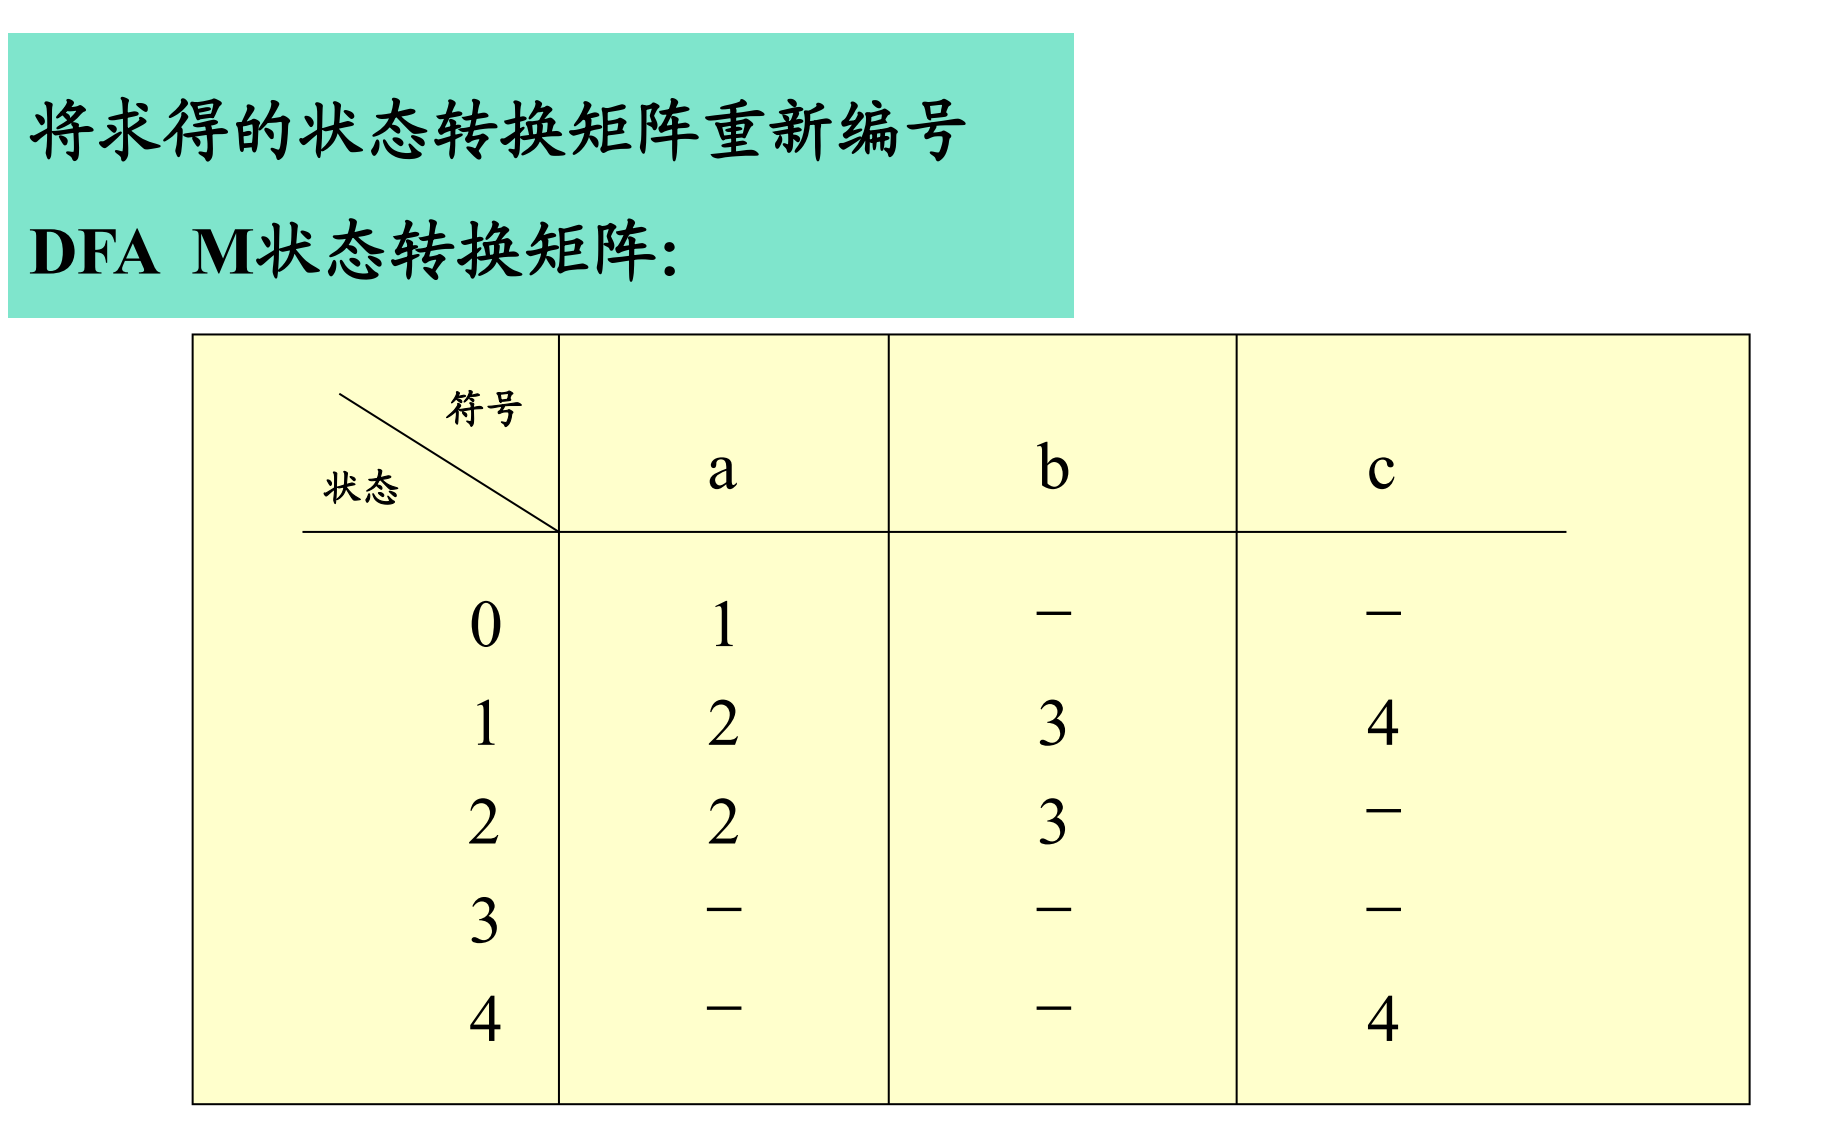 将求得的状态转换矩阵重新编号
DFA M状态转换矩阵:
符号
状态 a b c
0 1 – –
1 2 3 4
2 2 3 –
3 – – –
4 – – 4